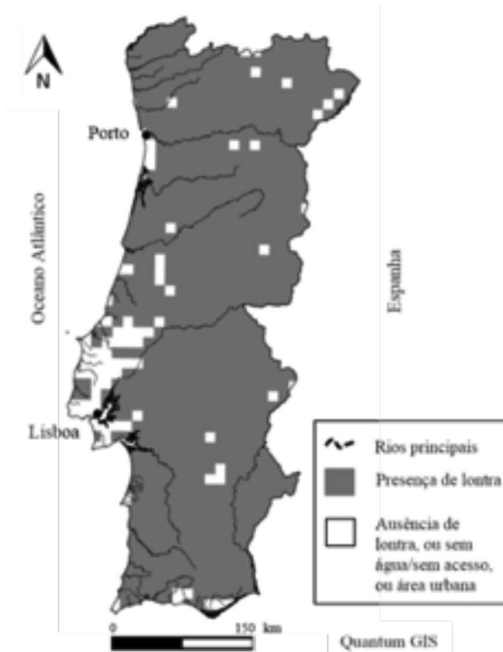 N
Porto
Oceano Atlântico
Espanha
Lisboa
Rios principais
Presença de lontra
Ausência de
lontra, ou sem
água/sem acesso,
ou área urbana
0 150 km
Quantum GIS